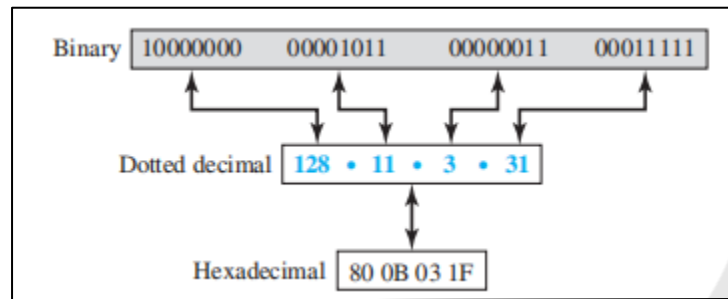 Binary 10000000 00001011 00000011 00011111
Dotted decimal 128 • 11 • 3 • 31
Hexadecimal 80 0B 03 1F